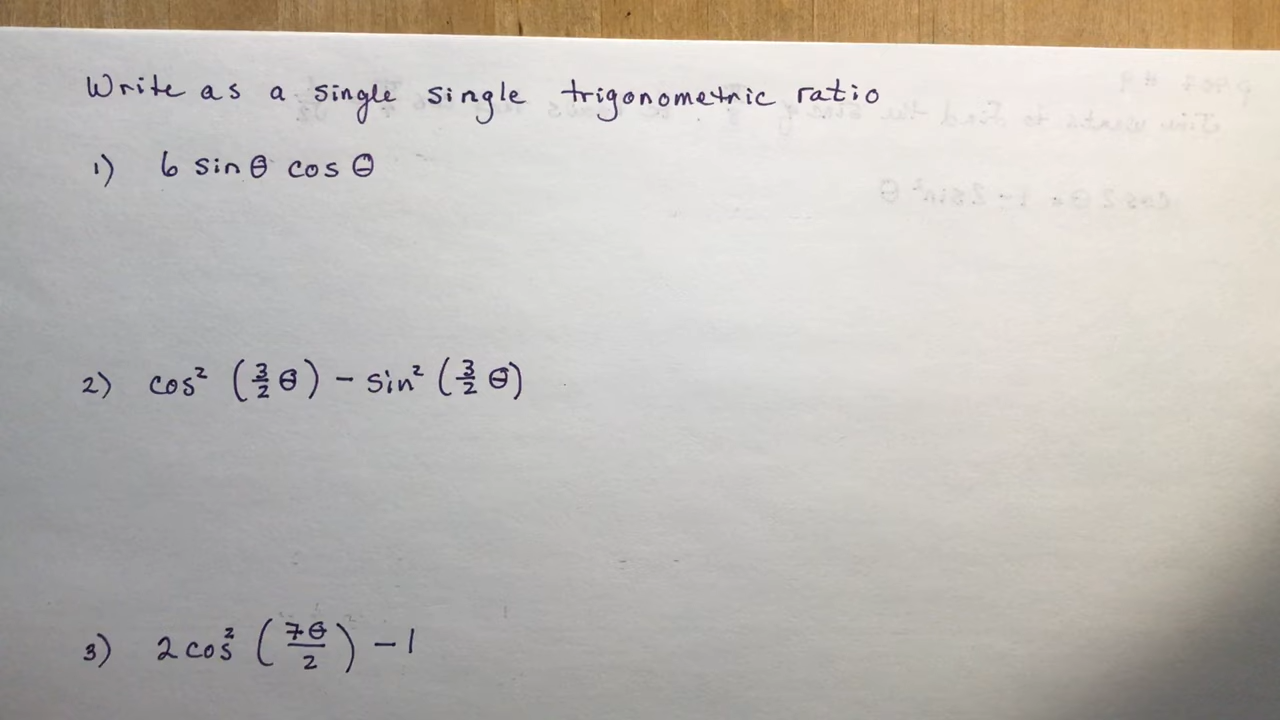 Write as a single single trigonometric ratio
1) 6 sin θ cos θ
2) cos² (3/2 θ) - sin² (3/2 θ)
3) 2 cos² (7θ/2) - 1